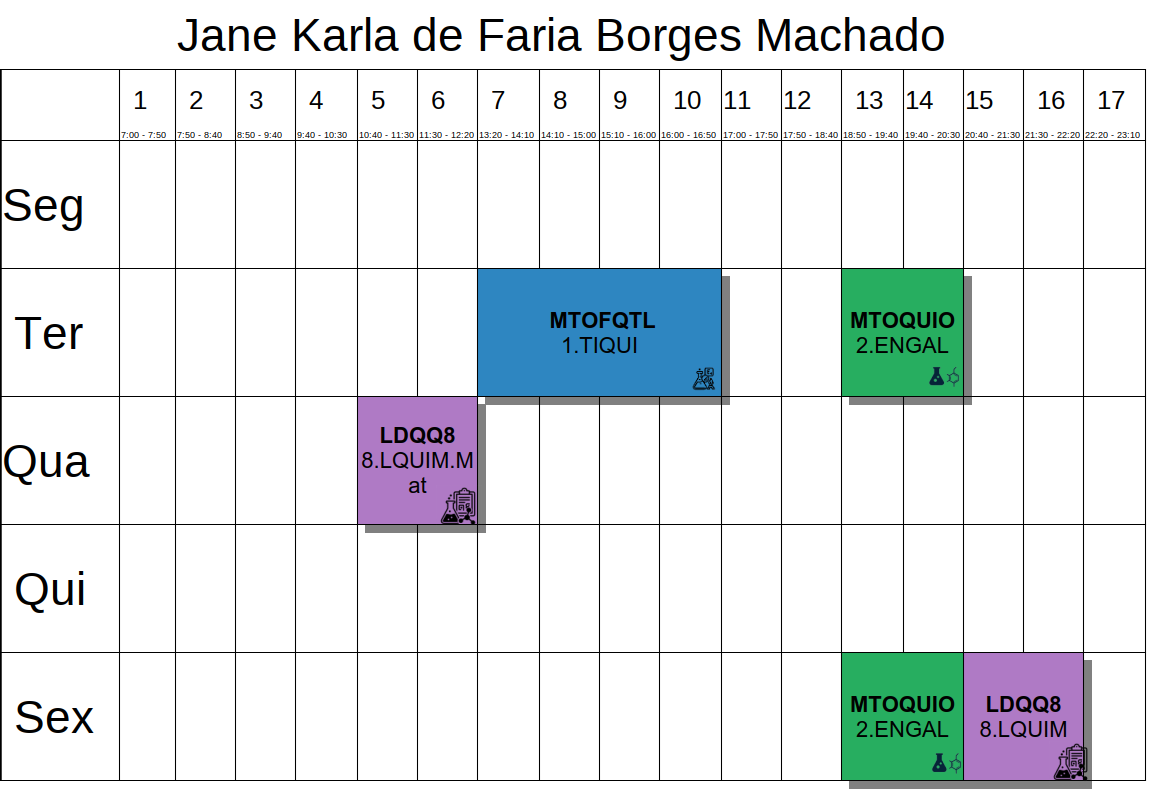 Jane Karla de Faria Borges Machado
1 2 3 4 5 6 7 8 9 10 11 12 13 14 15 16 17
7:00 - 7:50 7:50 - 8:40 8:50 - 9:40 9:40 - 10:30 10:40 - 11:30 11:30 - 12:20 13:20 - 14:10 14:10 - 15:00 15:10 - 16:00 16:00 - 16:50 17:00 - 17:50 17:50 - 18:40 18:50 - 19:40 19:40 - 20:30 20:40 - 21:30 21:30 - 22:20 22:20 - 23:10
Seg
Ter
MTOFQTL
1.TIQUI
MTOQUIO
2.ENGAL
Qua
LDQQ8
8.LQUIM.M
at
Qui
Sex
MTOQUIO
2.ENGAL
LDQQ8
8.LQUIM